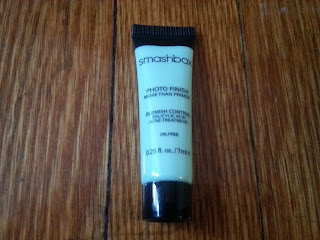 smashbox
PHOTO FINISH
MORE THAN PRIMER
BLEMISH CONTROL
SALICYLIC ACID
ACNE TREATMENT
OIL-FREE
0.25 fl. oz./7ml e